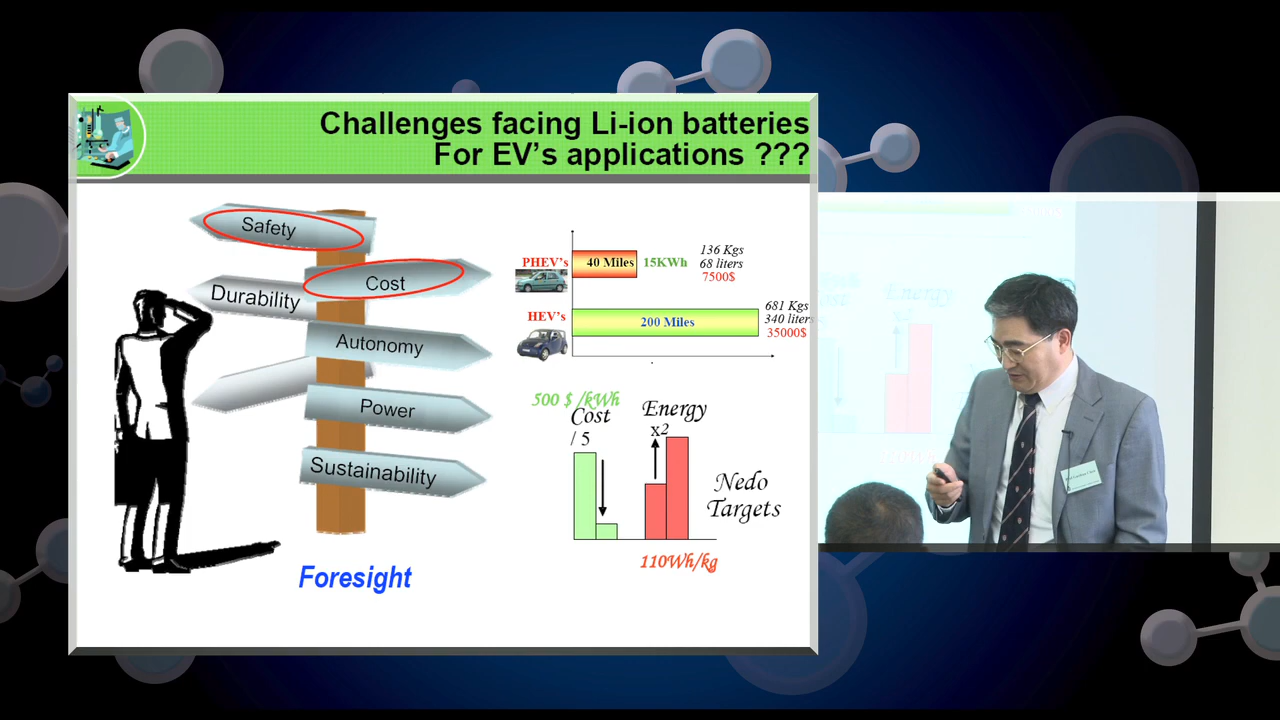 Challenges facing Li-ion batteries
For EV's applications ???
Safety
Cost
Durability
Autonomy
Power
Sustainability
Foresight
PHEV's
40 Miles
15KWh
136 Kgs
68 liters
7500$
HEV's
200 Miles
681 Kgs
340 liters
35000$
500 $ /kWh
Cost
/ 5
Energy
x2
Nedo
Targets
110Wh/kg